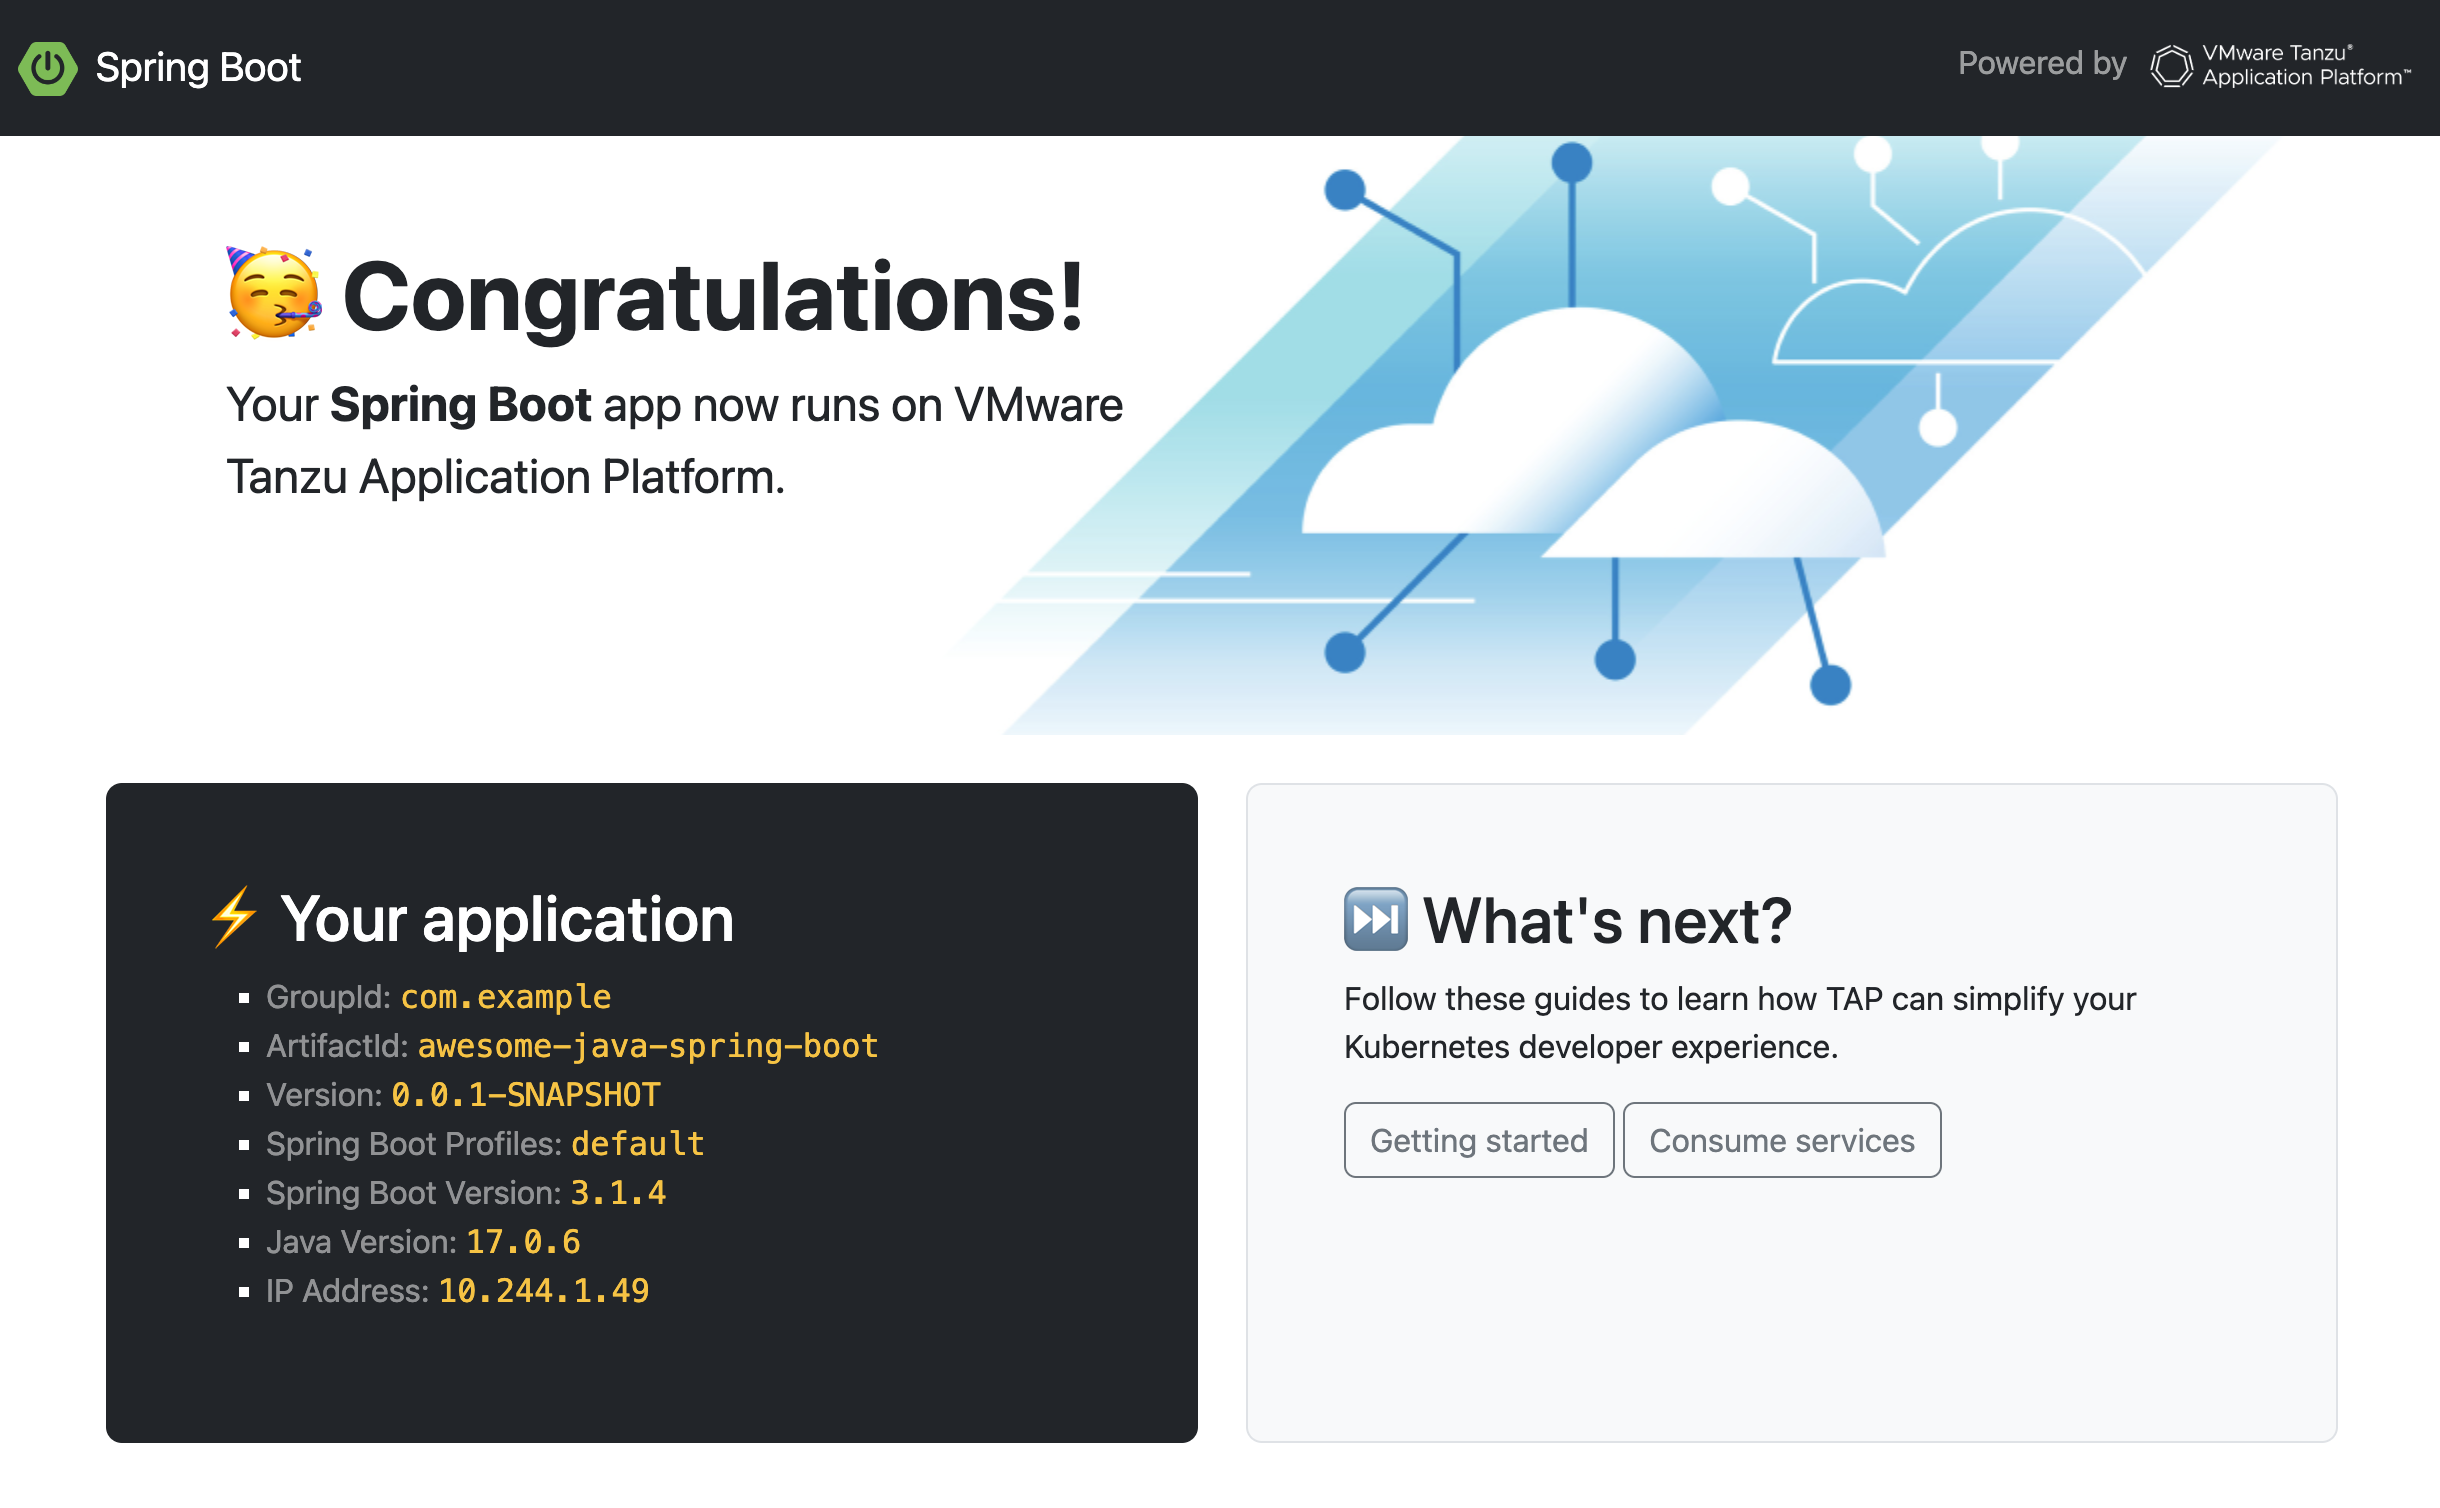 Spring Boot
Powered by
VMware Tanzu®
Application Platform™
🥳 Congratulations!
Your Spring Boot app now runs on VMware
Tanzu Application Platform.
⚡ Your application
▪ GroupId: com.example
▪ ArtifactId: awesome-java-spring-boot
▪ Version: 0.0.1-SNAPSHOT
▪ Spring Boot Profiles: default
▪ Spring Boot Version: 3.1.4
▪ Java Version: 17.0.6
▪ IP Address: 10.244.1.49
⏭️ What's next?
Follow these guides to learn how TAP can simplify your
Kubernetes developer experience.
Getting started
Consume services